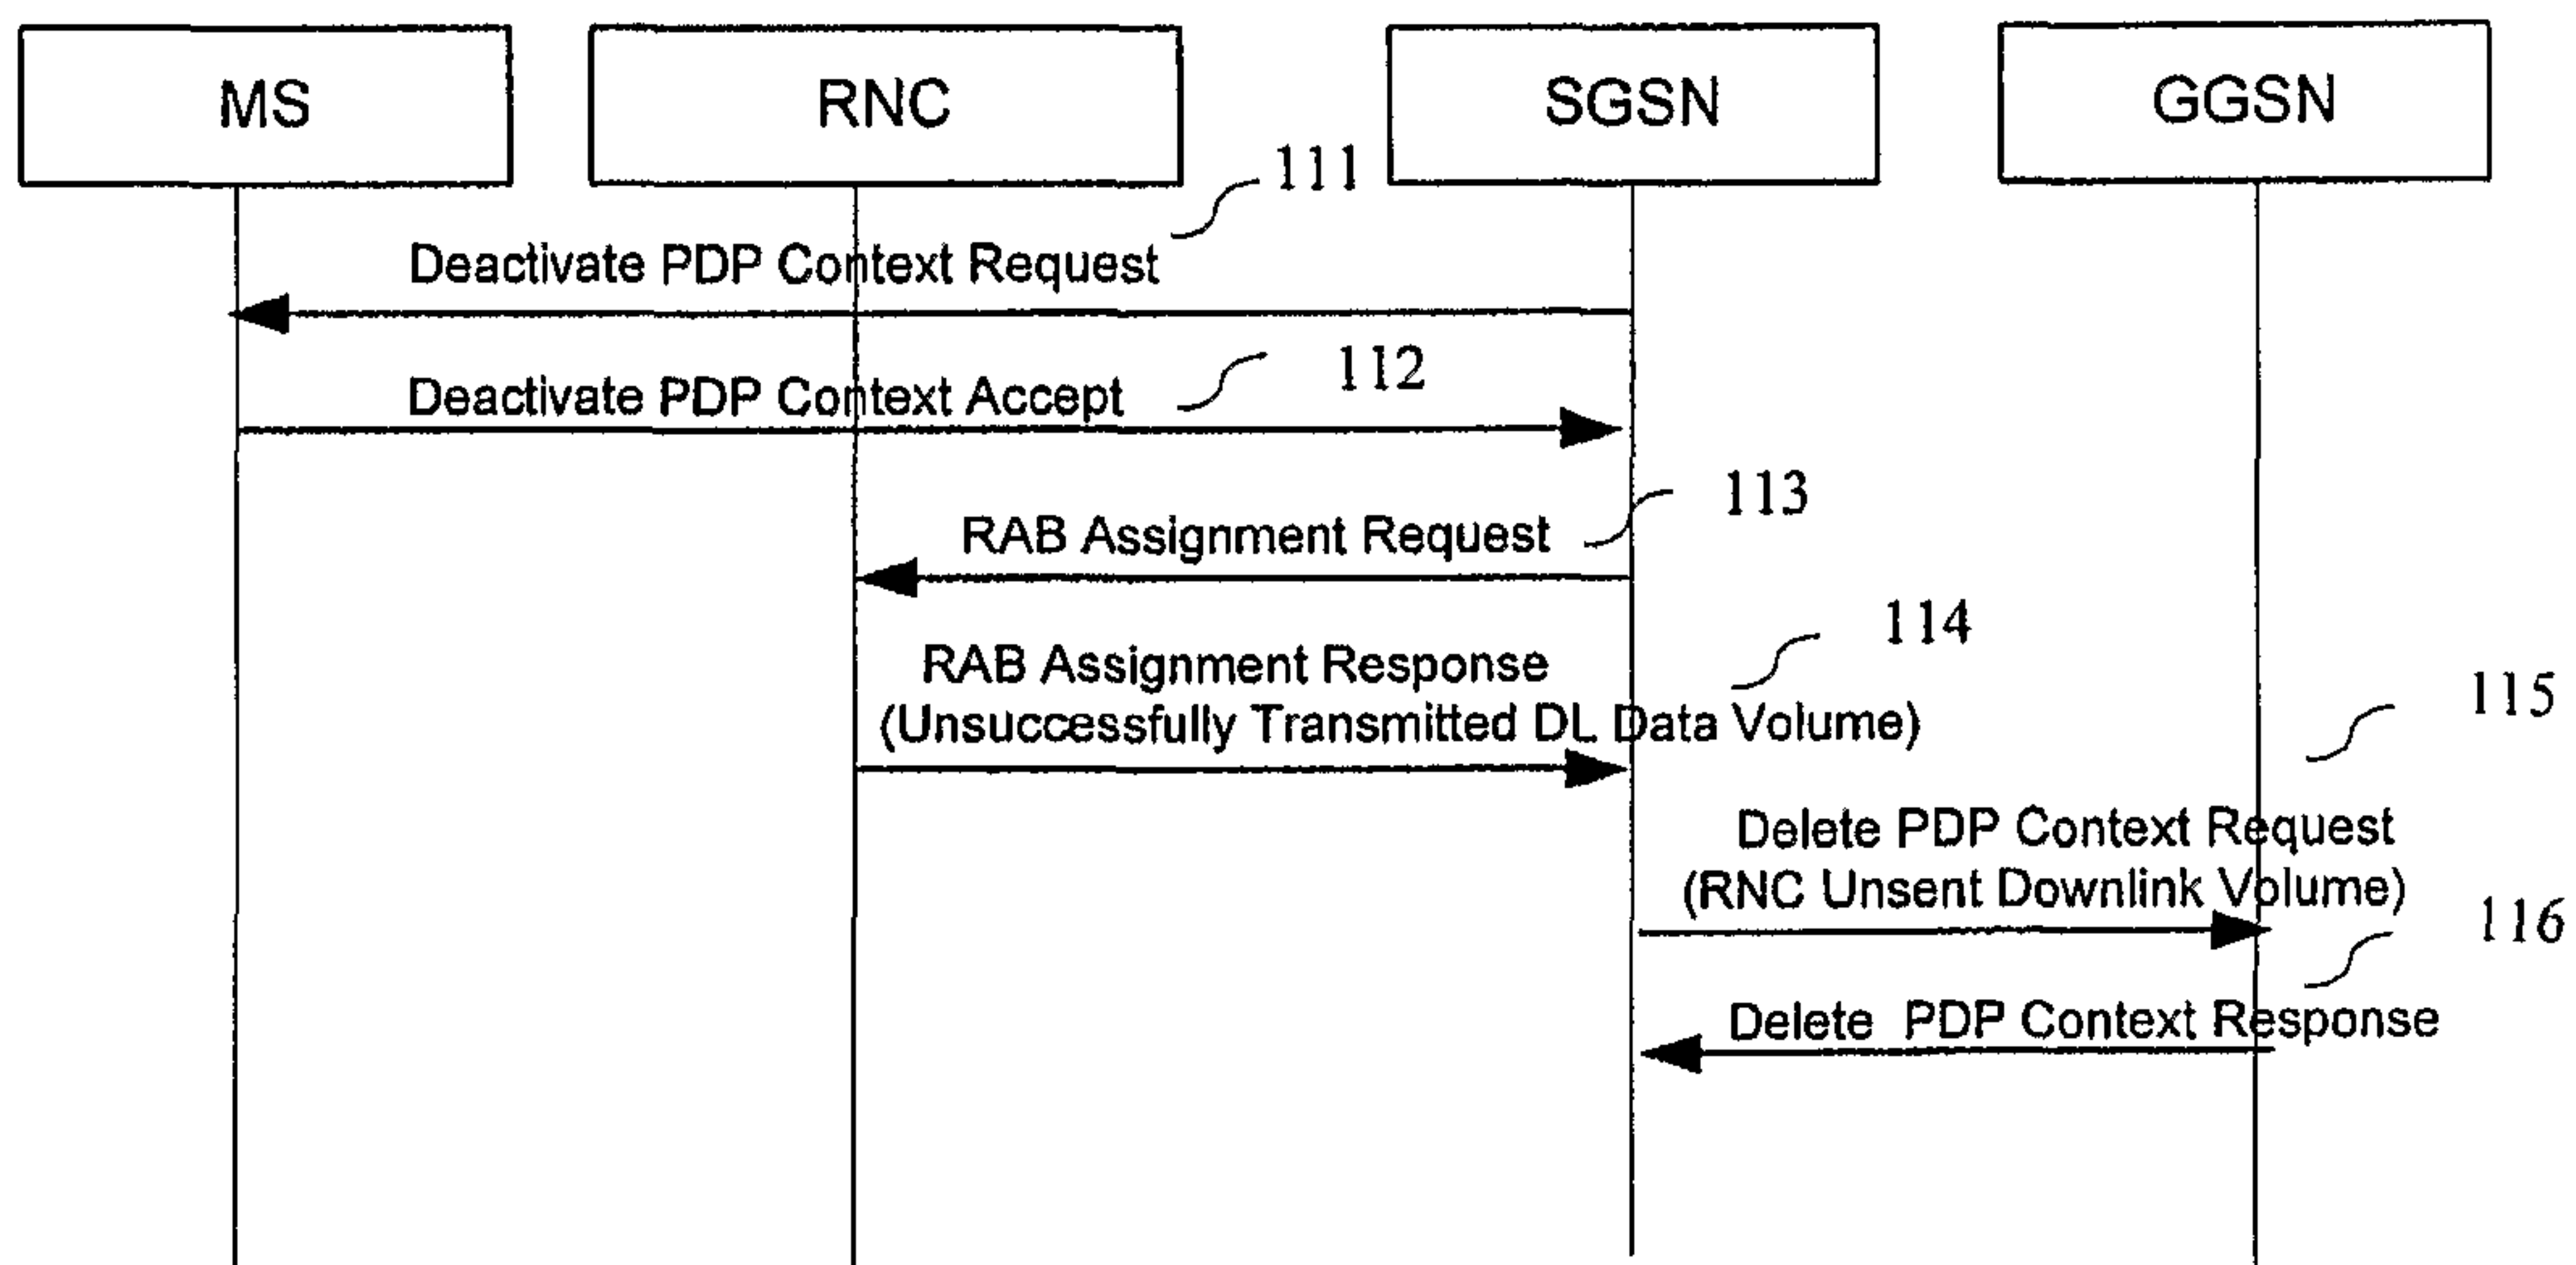 MS
RNC
SGSN
GGSN
111
Deactivate PDP Context Request
112
Deactivate PDP Context Accept
113
RAB Assignment Request
114
RAB Assignment Response
(Unsuccessfully Transmitted DL Data Volume)
115
Delete PDP Context Request
(RNC Unsent Downlink Volume)
116
Delete PDP Context Response